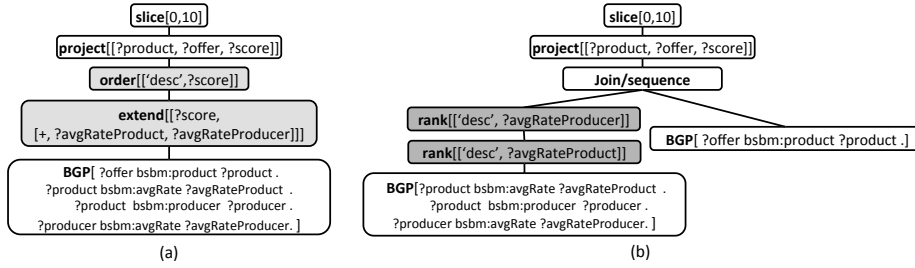 slice[0,10]
project[[?product, ?offer, ?score]]
order[['desc',?score]]
extend[[?score,
[+, ?avgRateProduct, ?avgRateProducer]]]
BGP[ ?offer bsbm:product ?product .
?product bsbm:avgRate ?avgRateProduct .
?product bsbm:producer ?producer .
?producer bsbm:avgRate ?avgRateProducer. ]
(a)
slice[0,10]
project[[?product, ?offer, ?score]]
Join/sequence
rank[['desc', ?avgRateProducer]]
rank[['desc', ?avgRateProduct]]
BGP[?product bsbm:avgRate ?avgRateProduct .
?product bsbm:producer ?producer .
?producer bsbm:avgRate ?avgRateProducer. ]
BGP[ ?offer bsbm:product ?product .]
(b)